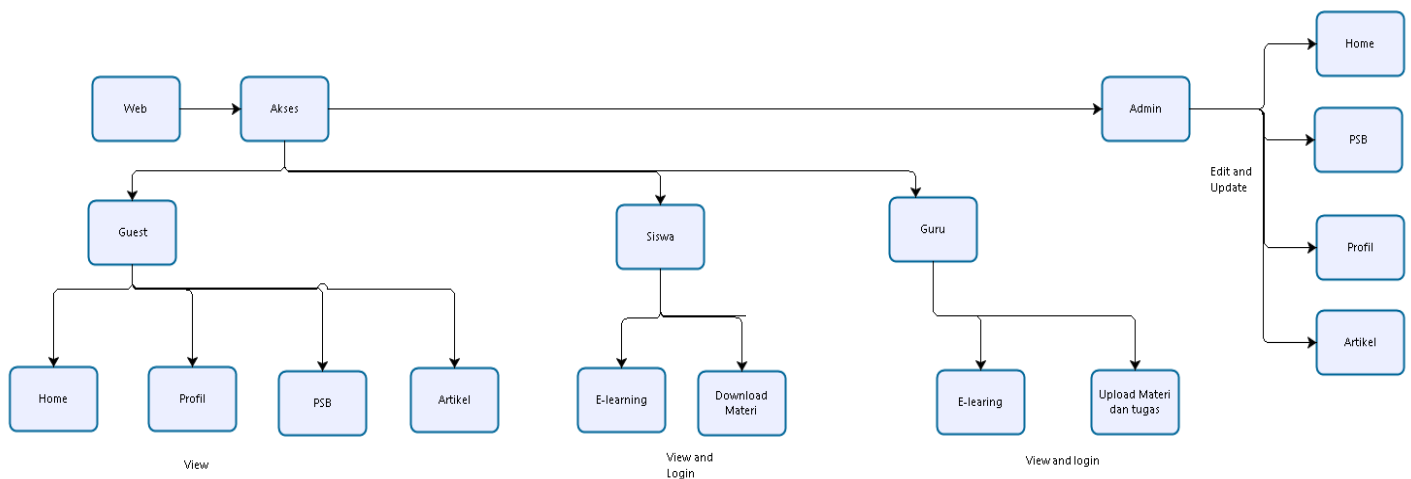 Home
Web
Akses
Admin
PSB
Edit and
Update
Guest
Siswa
Guru
Profil
Artikel
Home
Profil
PSB
Artikel
E-learning
Download
Materi
E-learing
Upload Materi
dan tugas
View
View and
Login
View and login